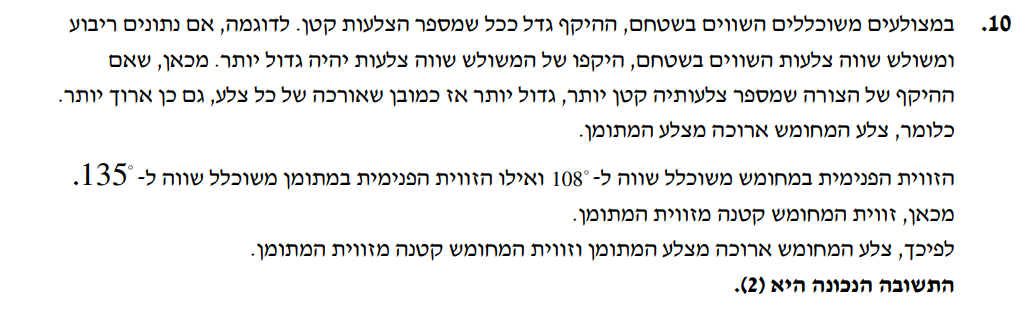 10. במצולעים משוכללים השווים בשטחם, ההיקף גדל ככל שמספר הצלעות קטן. לדוגמה, אם נתונים ריבוע
ומשולש שווה צלעות השווים בשטחם, היקפו של המשולש שווה צלעות יהיה גדול יותר. מכאן, שאם
ההיקף של הצורה שמספר צלעותיה קטן יותר, גדול יותר אז כמובן שאורכה של כל צלע, גם כן ארוך יותר.
כלומר, צלע המחומש ארוכה מצלע המתומן.
הזווית הפנימית במחומש משוכלל שווה ל- 108° ואילו הזווית הפנימית במתומן משוכלל שווה ל- 135°.
מכאן, זווית המחומש קטנה מזווית המתומן.
לפיכך, צלע המחומש ארוכה מצלע המתומן וזווית המחומש קטנה מזווית המתומן.
התשובה הנכונה היא (2).